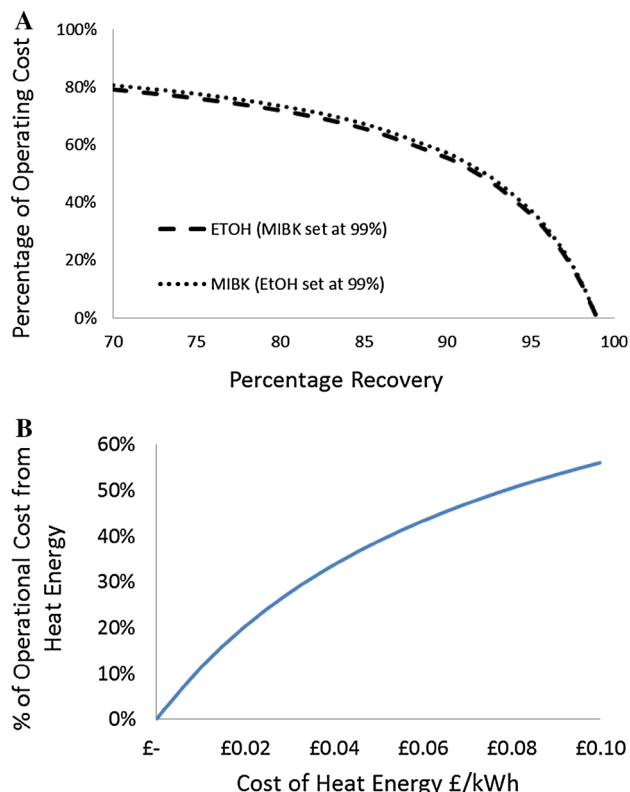 A
Percentage of Operating Cost
100%
80%
60%
40%
20%
0%
ETOH (MIBK set at 99%)
MIBK (EtOH set at 99%)
70 75 80 85 90 95 100
Percentage Recovery
B
% of Operational Cost from
Heat Energy
60%
50%
40%
30%
20%
10%
0%
£- £0.02 £0.04 £0.06 £0.08 £0.10
Cost of Heat Energy £/kWh